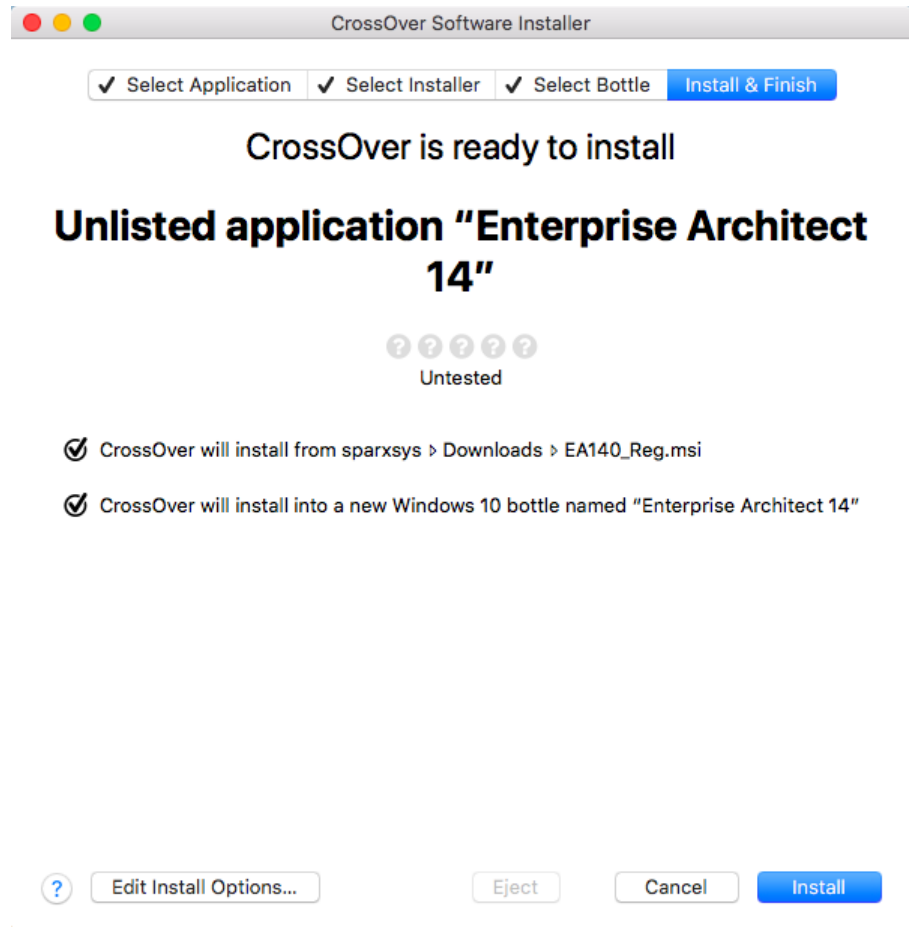 CrossOver Software Installer
✓ Select Application ✓ Select Installer ✓ Select Bottle Install & Finish
CrossOver is ready to install
Unlisted application “Enterprise Architect
14”
? ? ? ? ?
Untested
CrossOver will install from sparxsys ▹ Downloads ▹ EA140_Reg.msi
CrossOver will install into a new Windows 10 bottle named “Enterprise Architect 14”
? Edit Install Options... Eject Cancel Install